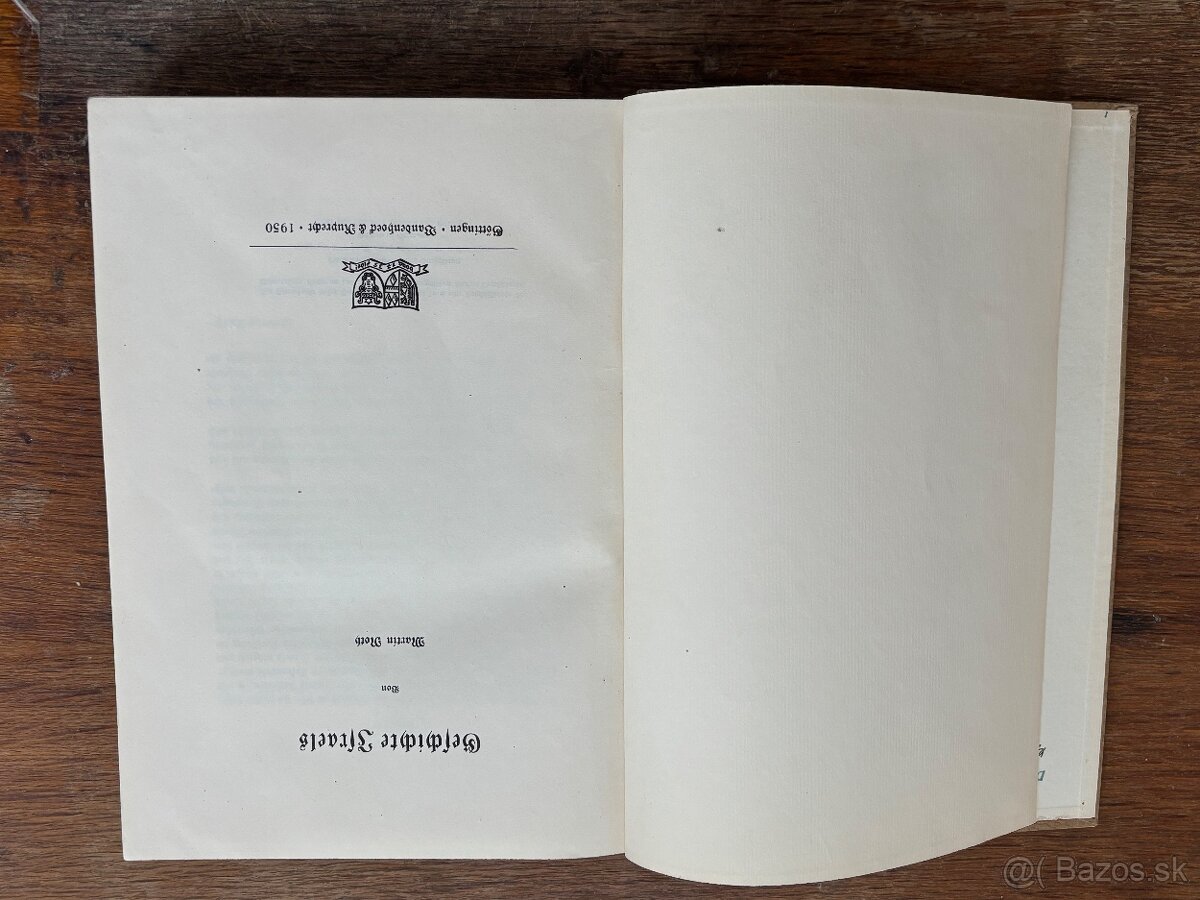 Geschichte Israels
Von
Martin Noth
Göttingen · Vandenhoeck & Ruprecht · 1950
@( Bazos.sk